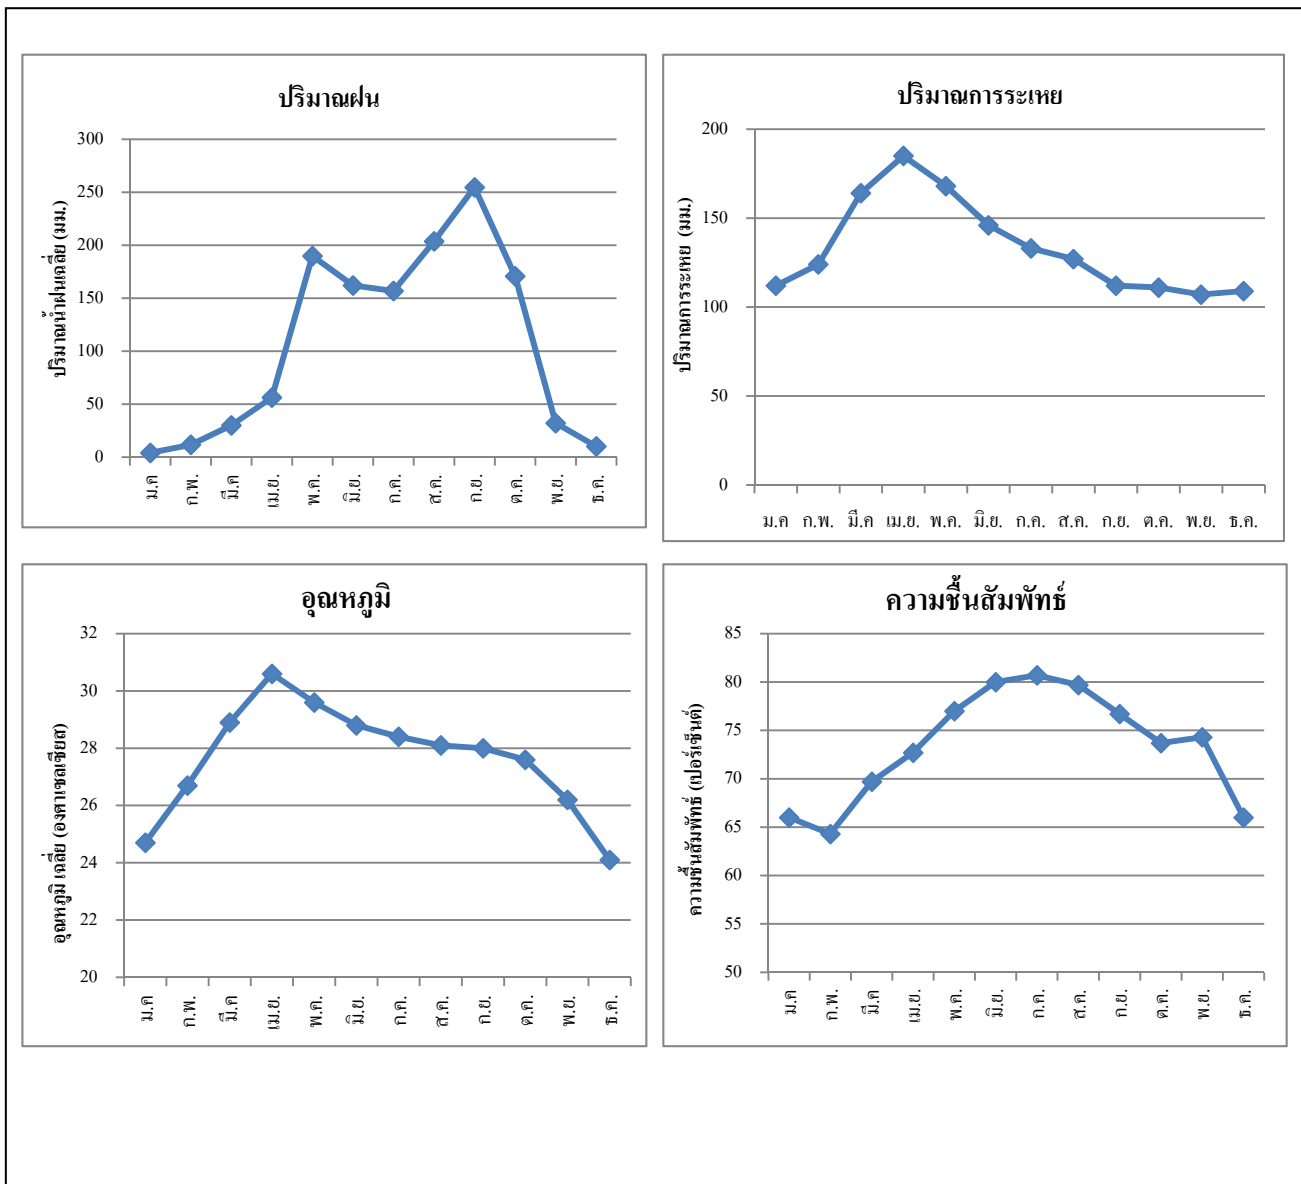 ปริมาณฝน
ปริมาณน้ำฝนเฉลี่ย (มม.)
300
250
200
150
100
50
0
ม.ค ก.พ. มี.ค เม.ย. พ.ค. มิ.ย. ก.ค. ส.ค. ก.ย. ต.ค. พ.ย. ธ.ค.
ปริมาณการระเหย
ปริมาณการระเหย (มม.)
200
150
100
50
0
ม.ค ก.พ. มี.ค เม.ย. พ.ค. มิ.ย. ก.ค. ส.ค. ก.ย. ต.ค. พ.ย. ธ.ค.
อุณหภูมิ
อุณหภูมิ เฉลี่ย (องศาเซลเซียส)
32
30
28
26
24
22
20
ม.ค ก.พ. มี.ค เม.ย. พ.ค. มิ.ย. ก.ค. ส.ค. ก.ย. ต.ค. พ.ย. ธ.ค.
ความชื้นสัมพัทธ์
ความชื้นสัมพัทธ์ (เปอร์เซ็นต์)
85
80
75
70
65
60
55
50
ม.ค ก.พ. มี.ค เม.ย. พ.ค. มิ.ย. ก.ค. ส.ค. ก.ย. ต.ค. พ.ย. ธ.ค.